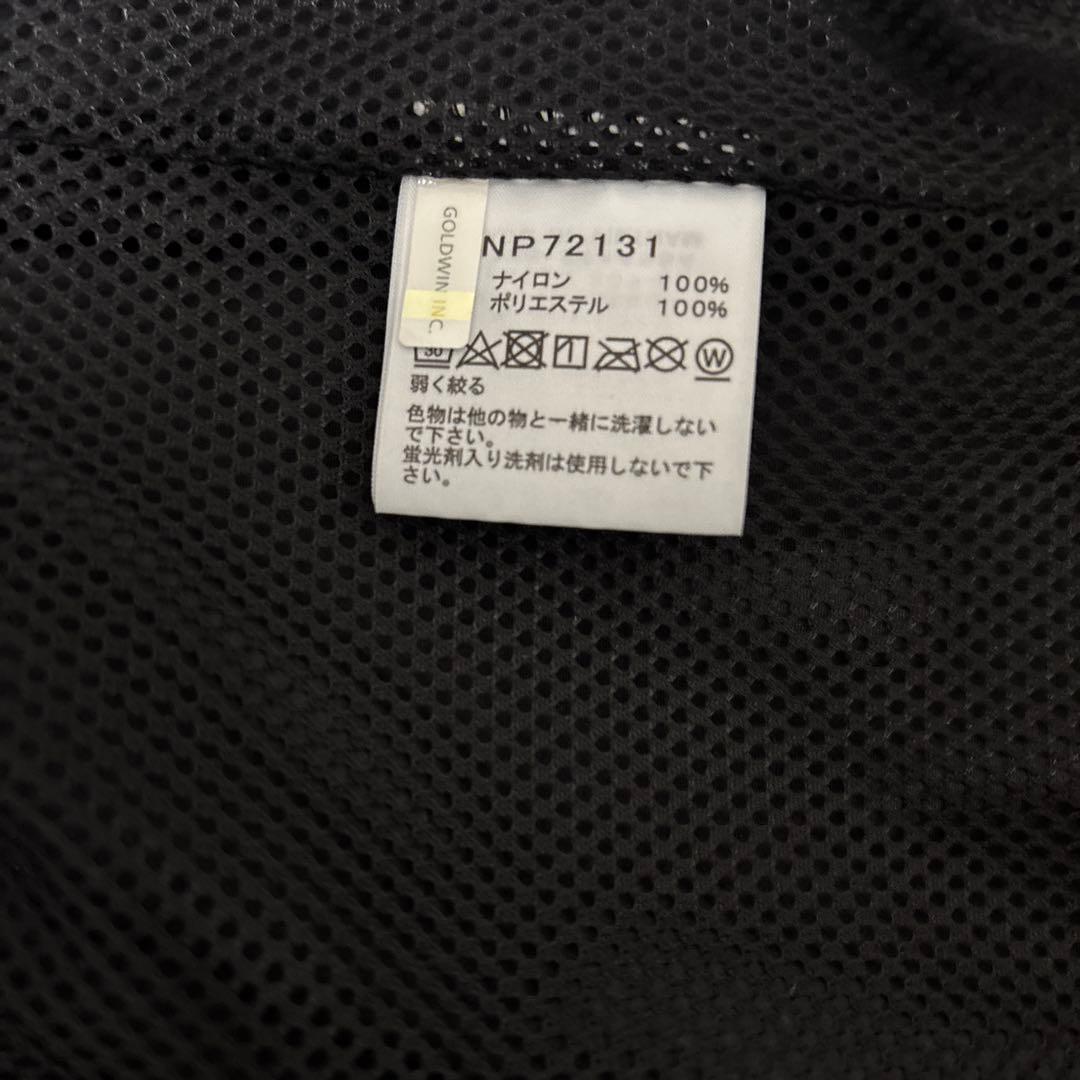 GOLDWIN INC.
NP72131
ナイロン 100%
ポリエステル 100%
30
W
弱く絞る
色物は他の物と一緒に洗濯しない
で下さい。
蛍光剤入り洗剤は使用しないで下
さい。